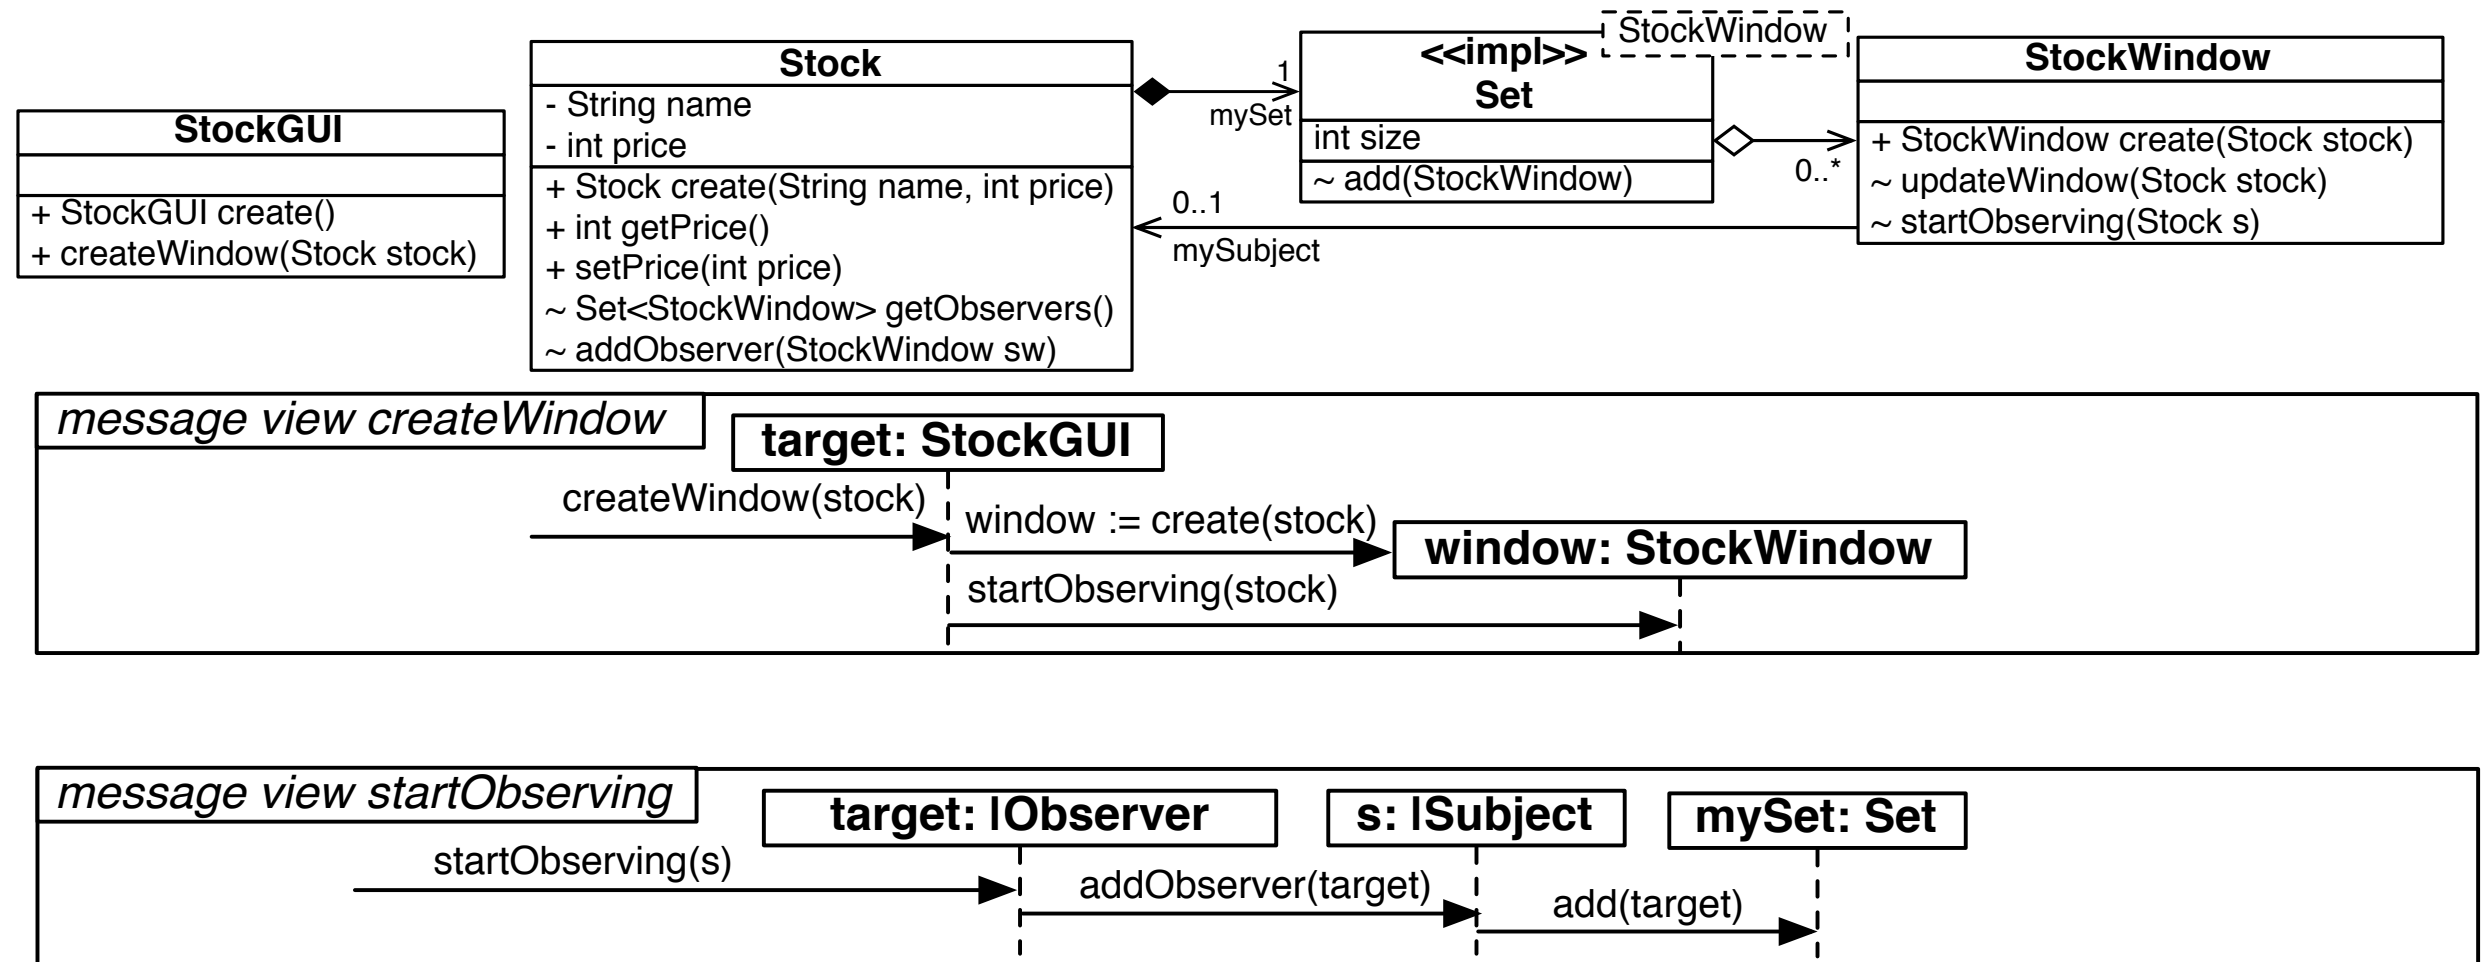 StockGUI
+ StockGUI create()
+ createWindow(Stock stock)
Stock
- String name
- int price
+ Stock create(String name, int price)
+ int getPrice()
+ setPrice(int price)
~ Set<StockWindow> getObservers()
~ addObserver(StockWindow sw)
1
mySet
0..1
mySubject
StockWindow
<<impl>>
Set
int size
~ add(StockWindow)
0..*
StockWindow
+ StockWindow create(Stock stock)
~ updateWindow(Stock stock)
~ startObserving(Stock s)
message view createWindow
target: StockGUI
createWindow(stock)
window := create(stock)
window: StockWindow
startObserving(stock)
message view startObserving
target: |Observer
s: |Subject
mySet: Set
startObserving(s)
addObserver(target)
add(target)